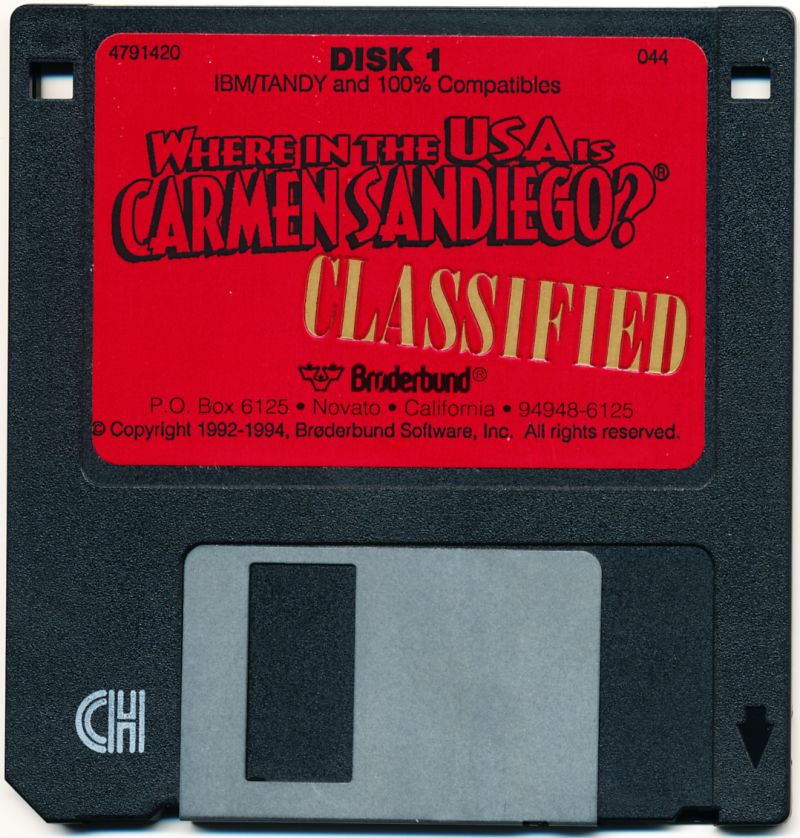 4791420 DISK 1 044
IBM/TANDY and 100% Compatibles
WHERE IN THE USA IS
CARMEN SANDIEGO?®
CLASSIFIED
Brøderbund®
P.O. Box 6125 • Novato • California • 94948-6125
© Copyright 1992-1994, Brøderbund Software, Inc. All rights reserved.
CH